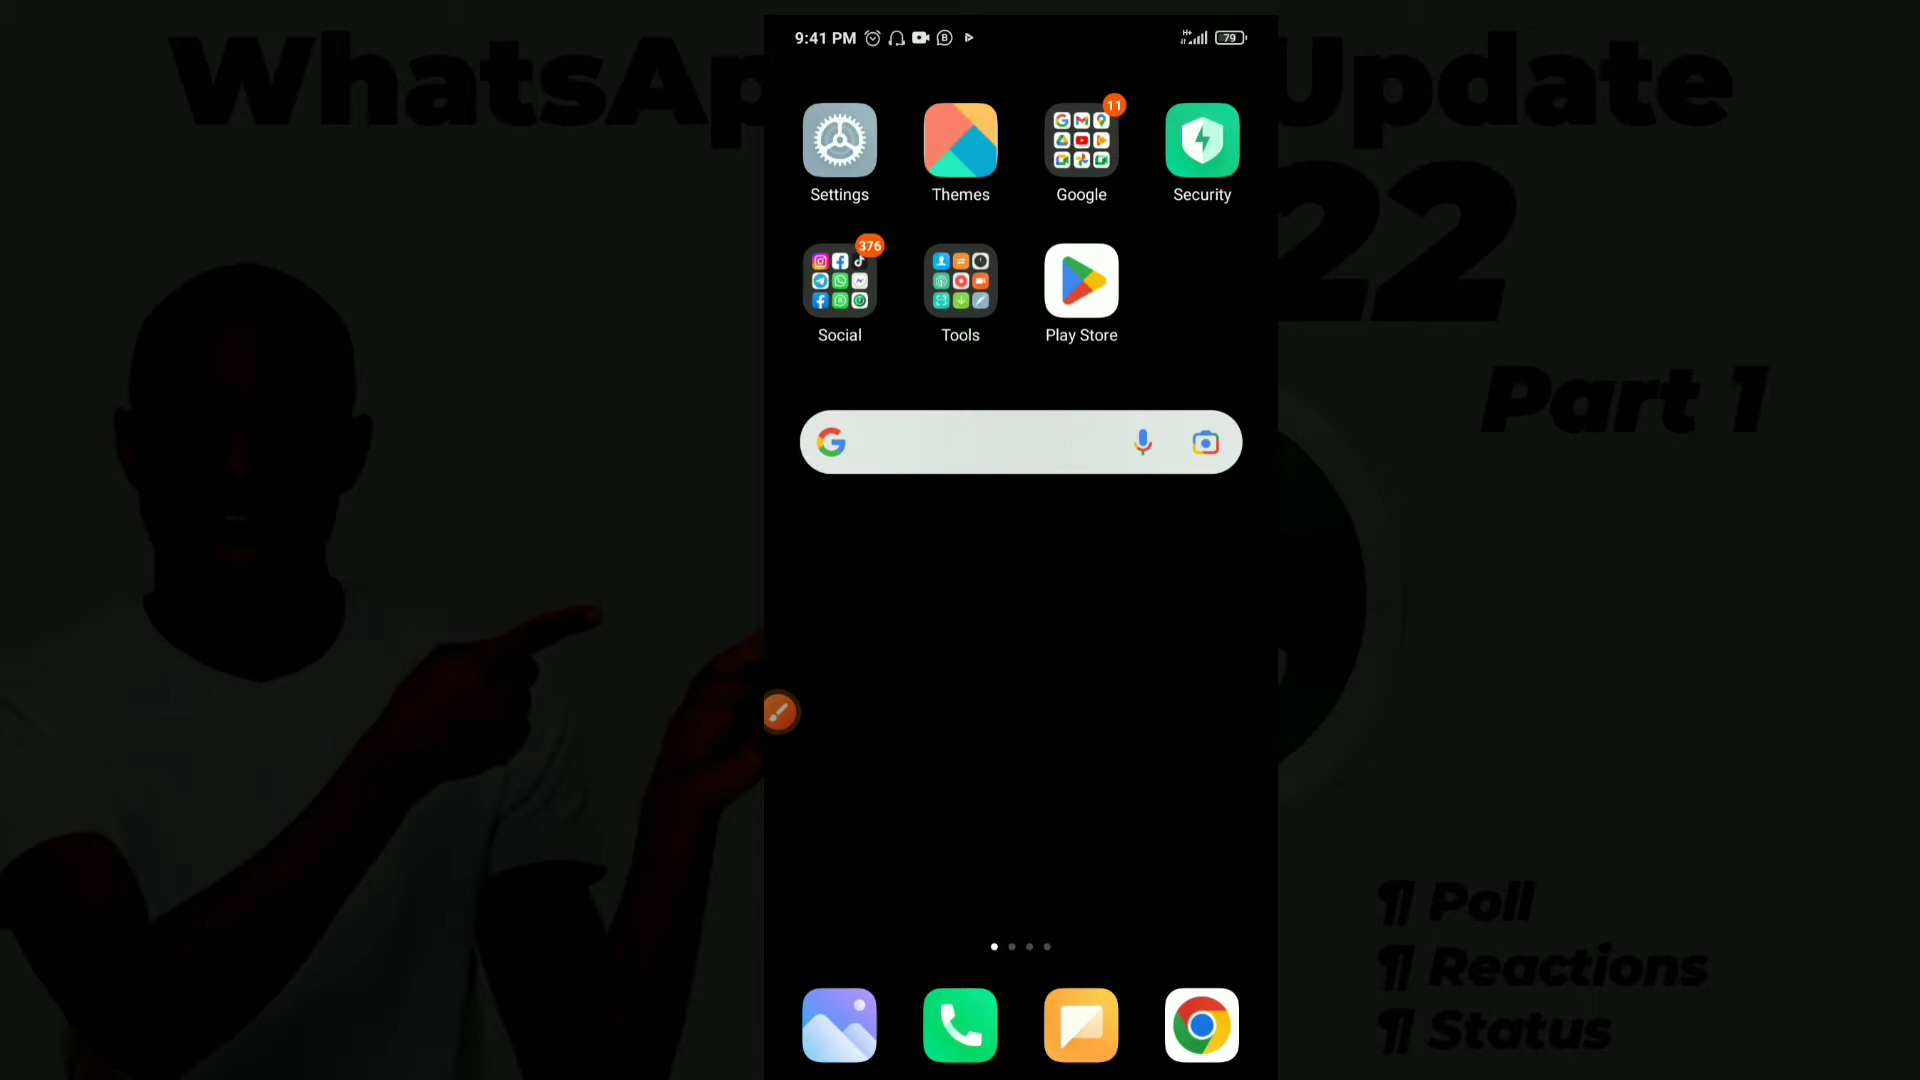 WhatsAp
Update
22
Part 1
9:41 PM
79
11
Settings
Themes
Google
Security
376
Social
Tools
Play Store
¶ Poll
¶ Reactions
¶ Status